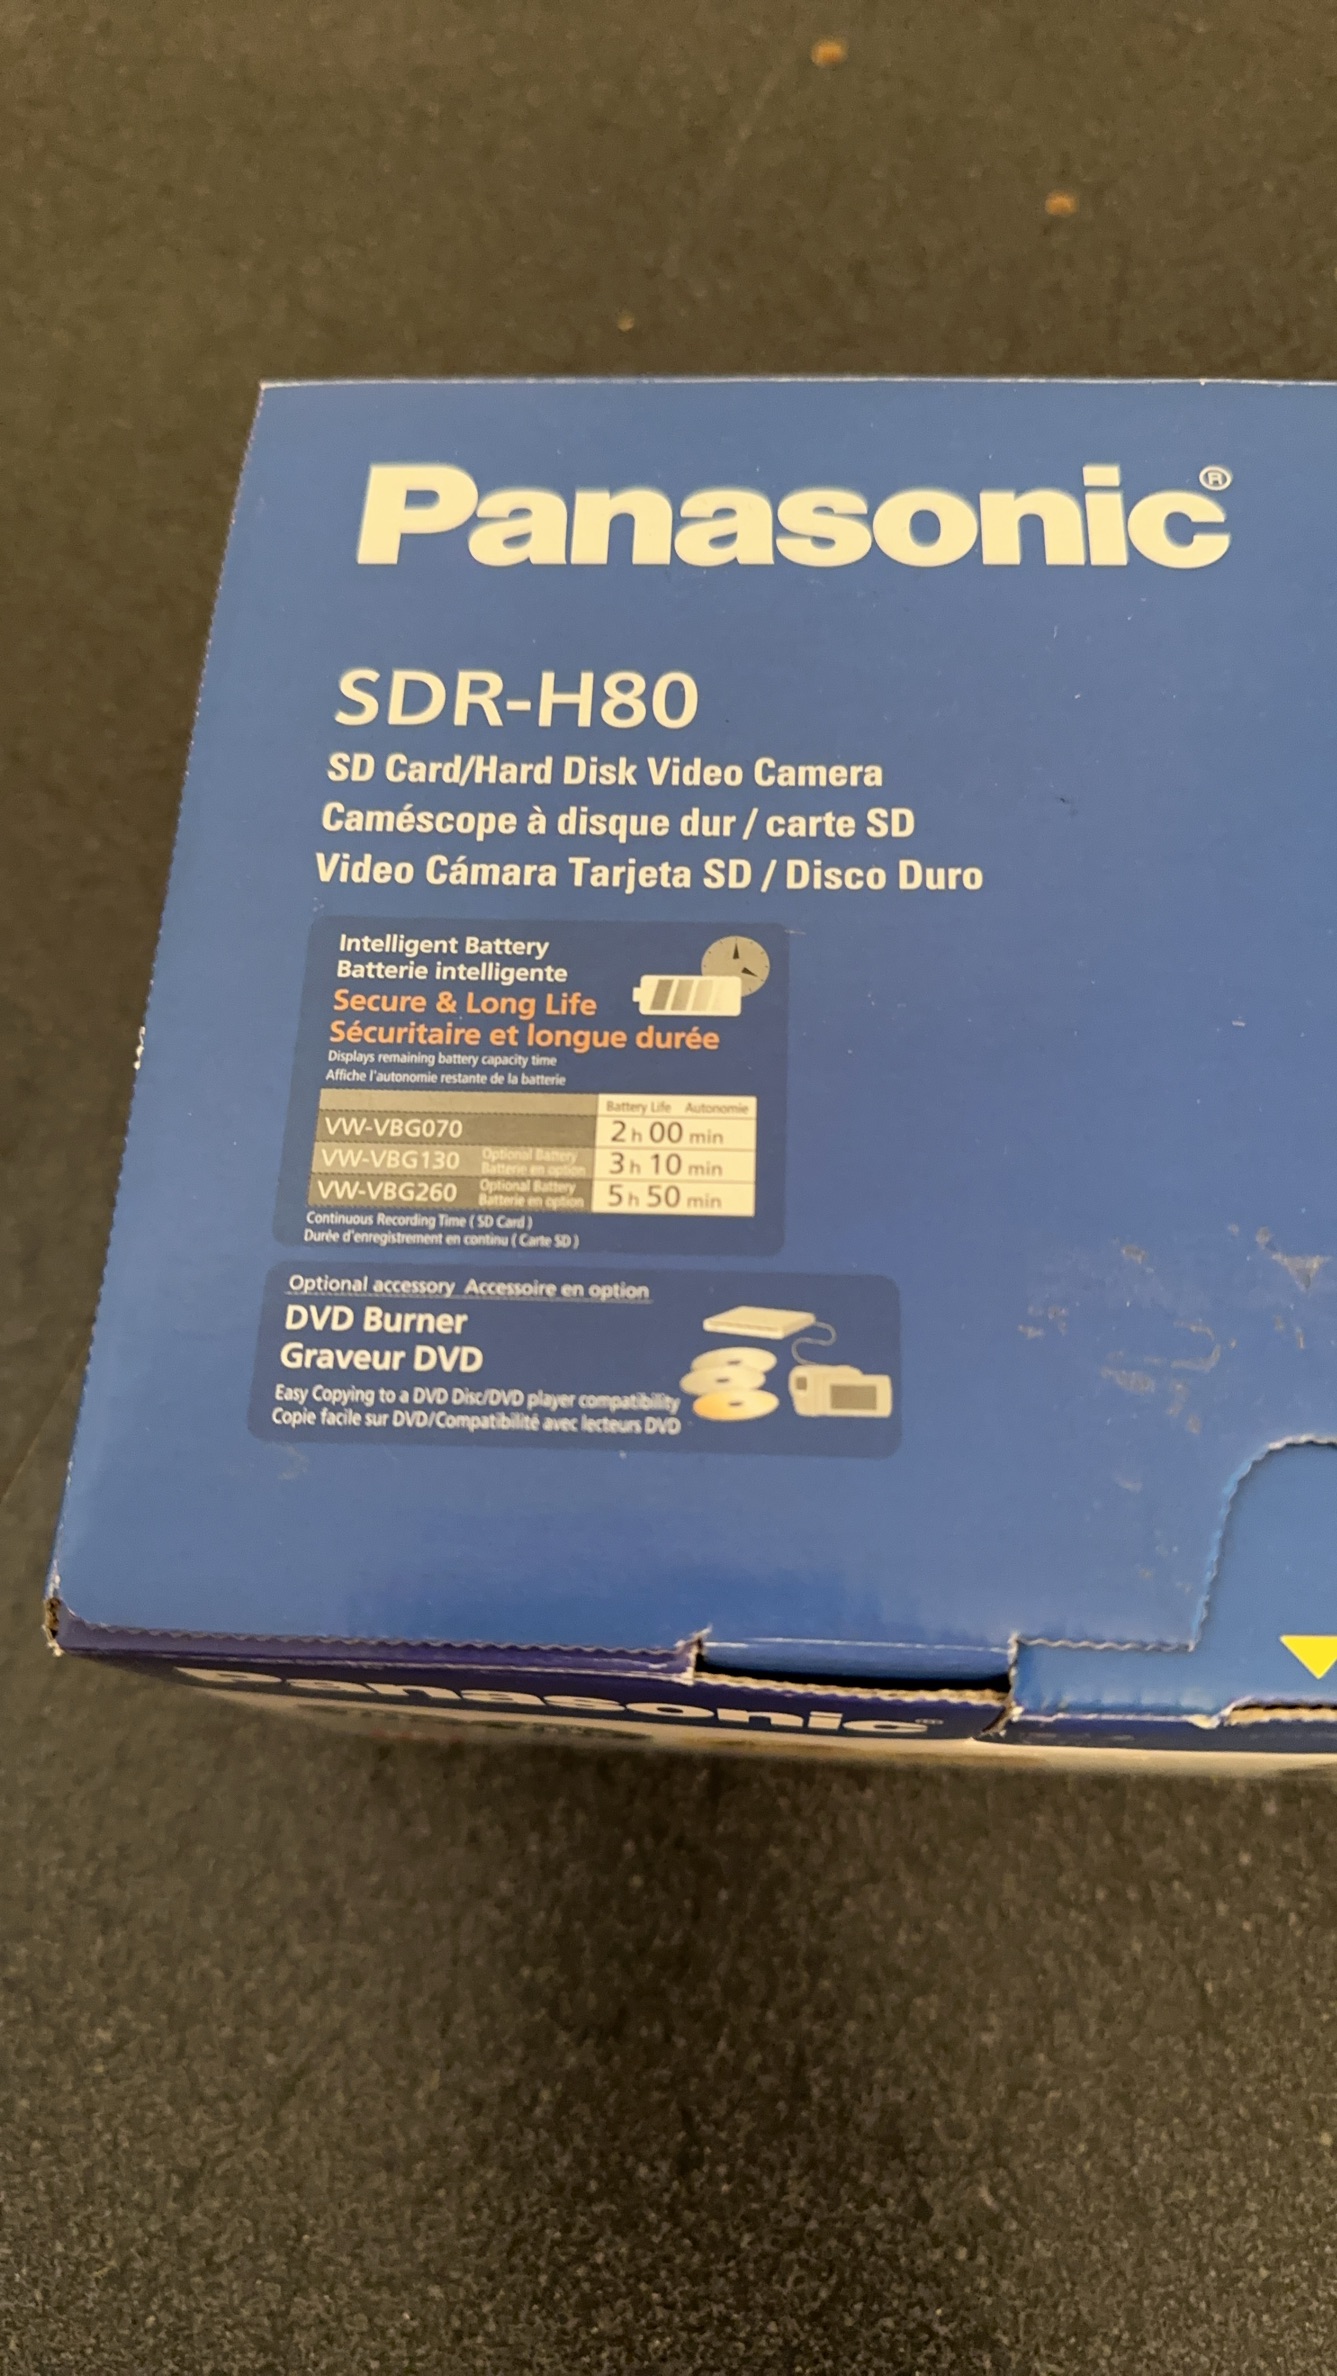 Panasonic®
SDR-H80
SD Card/Hard Disk Video Camera
Caméscope à disque dur / carte SD
Video Cámara Tarjeta SD / Disco Duro
Intelligent Battery
Batterie intelligente
Secure & Long Life
Sécuritaire et longue durée
Displays remaining battery capacity time
Affiche l'autonomie restante de la batterie
Battery Life Autonomie
VW-VBG070 2 h 00 min
VW-VBG130 Optional Battery Batterie en option 3 h 10 min
VW-VBG260 Optional Battery Batterie en option 5 h 50 min
Continuous Recording Time ( SD Card )
Durée d'enregistrement en continu ( Carte SD )
Optional accessory Accessoire en option
DVD Burner
Graveur DVD
Easy Copying to a DVD Disc/DVD player compatibility
Copie facile sur DVD/Compatibilité avec lecteurs DVD
Panasonic